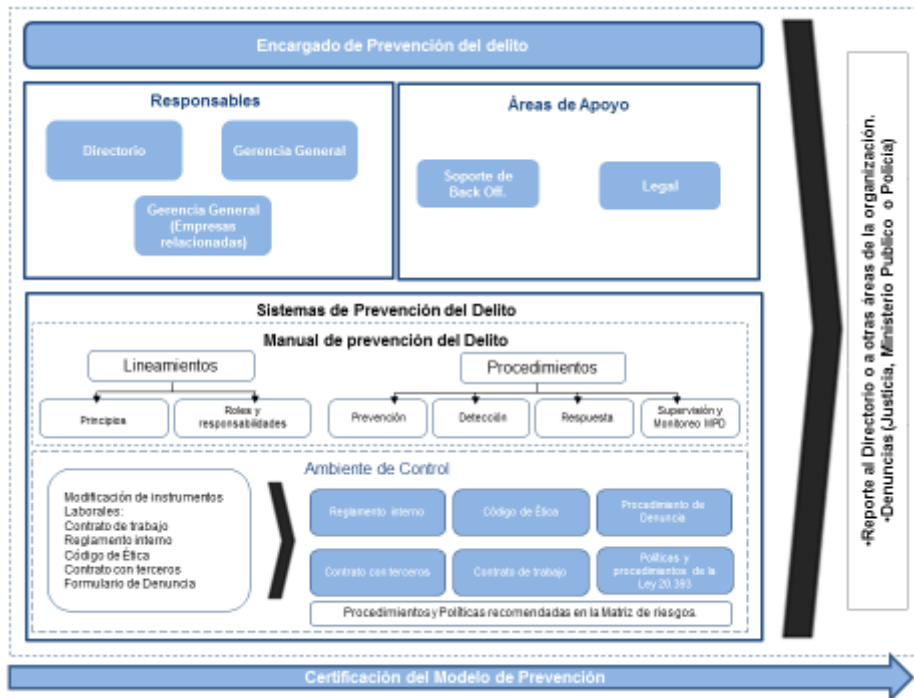 Encargado de Prevención del delito
Responsables
Directorio
Gerencia General
Gerencia General
(Empresas
relacionadas)
Áreas de Apoyo
Soporte de
Back Off.
Legal
Sistemas de Prevención del Delito
Manual de prevención del Delito
Lineamientos
Procedimientos
Principios
Roles y
responsabilidades
Prevención
Detección
Respuesta
Supervisión y
Monitoreo MPD
Ambiente de Control
Modificación de instrumentos
Laborales:
Contrato de trabajo
Reglamento interno
Código de Ética
Contrato con terceros
Formulario de Denuncia
Reglamento interno
Código de Ética
Procedimiento de
Denuncia
Contrato con terceros
Contrato de trabajo
Políticas y
procedimientos de la
Ley 20.393
Procedimientos y Políticas recomendadas en la Matriz de riesgos.
•Reporte al Directorio o a otras áreas de la organización.
•Denuncias (Justicia, Ministerio Publico o Policía)
Certificación del Modelo de Prevención